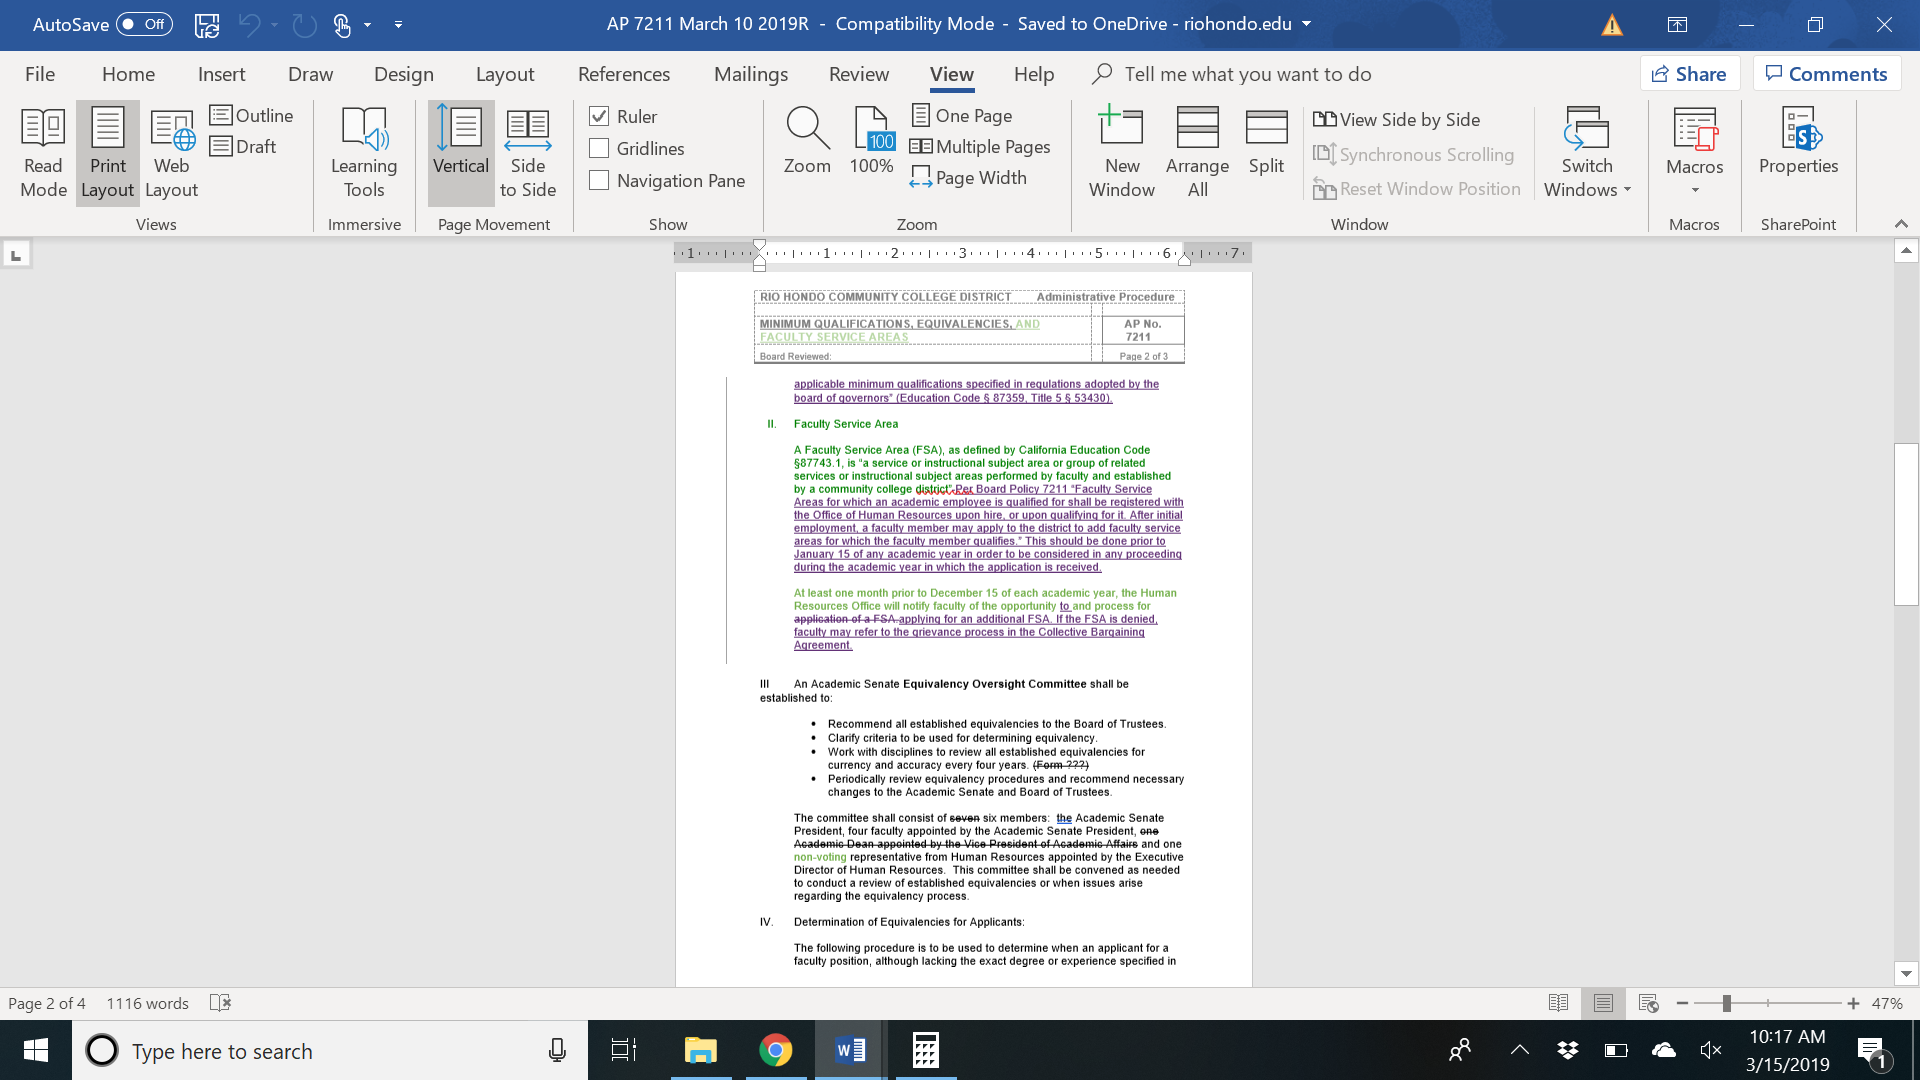 AutoSave Off
AP 7211 March 10 2019R - Compatibility Mode - Saved to OneDrive - riohondo.edu
File Home Insert Draw Design Layout References Mailings Review View Help Tell me what you want to do
Share Comments
Read Mode
Print Layout
Web Layout
Outline
Draft
Views
Learning Tools
Immersive
Vertical
Side to Side
Page Movement
Ruler
Gridlines
Navigation Pane
Show
Zoom
100
100%
One Page
Multiple Pages
Page Width
Zoom
New Window
Arrange All
Split
View Side by Side
Synchronous Scrolling
Reset Window Position
Switch Windows
Window
Macros
Macros
Properties
SharePoint
L
1 1 2 3 4 5 6 7
RIO HONDO COMMUNITY COLLEGE DISTRICT Administrative Procedure
MINIMUM QUALIFICATIONS, EQUIVALENCIES, AND
FACULTY SERVICE AREAS
AP No.
7211
Board Reviewed: Page 2 of 3
applicable minimum qualifications specified in regulations adopted by the
board of governors” (Education Code § 87359, Title 5 § 53430).
II. Faculty Service Area
A Faculty Service Area (FSA), as defined by California Education Code
§87743.1, is “a service or instructional subject area or group of related
services or instructional subject areas performed by faculty and established
by a community college district”.Per Board Policy 7211 “Faculty Service
Areas for which an academic employee is qualified for shall be registered with
the Office of Human Resources upon hire, or upon qualifying for it. After initial
employment, a faculty member may apply to the district to add faculty service
areas for which the faculty member qualifies.” This should be done prior to
January 15 of any academic year in order to be considered in any proceeding
during the academic year in which the application is received.
At least one month prior to December 15 of each academic year, the Human
Resources Office will notify faculty of the opportunity to and process for
application of a FSA.applying for an additional FSA. If the FSA is denied,
faculty may refer to the grievance process in the Collective Bargaining
Agreement.
III An Academic Senate Equivalency Oversight Committee shall be
established to:
• Recommend all established equivalencies to the Board of Trustees.
• Clarify criteria to be used for determining equivalency.
• Work with disciplines to review all established equivalencies for
currency and accuracy every four years. (Form ???)
• Periodically review equivalency procedures and recommend necessary
changes to the Academic Senate and Board of Trustees.
The committee shall consist of seven six members: the Academic Senate
President, four faculty appointed by the Academic Senate President, one
Academic Dean appointed by the Vice President of Academic Affairs and one
non-voting representative from Human Resources appointed by the Executive
Director of Human Resources. This committee shall be convened as needed
to conduct a review of established equivalencies or when issues arise
regarding the equivalency process.
IV. Determination of Equivalencies for Applicants:
The following procedure is to be used to determine when an applicant for a
faculty position, although lacking the exact degree or experience specified in
Page 2 of 4 1116 words
47%
Type here to search
10:17 AM
3/15/2019
1